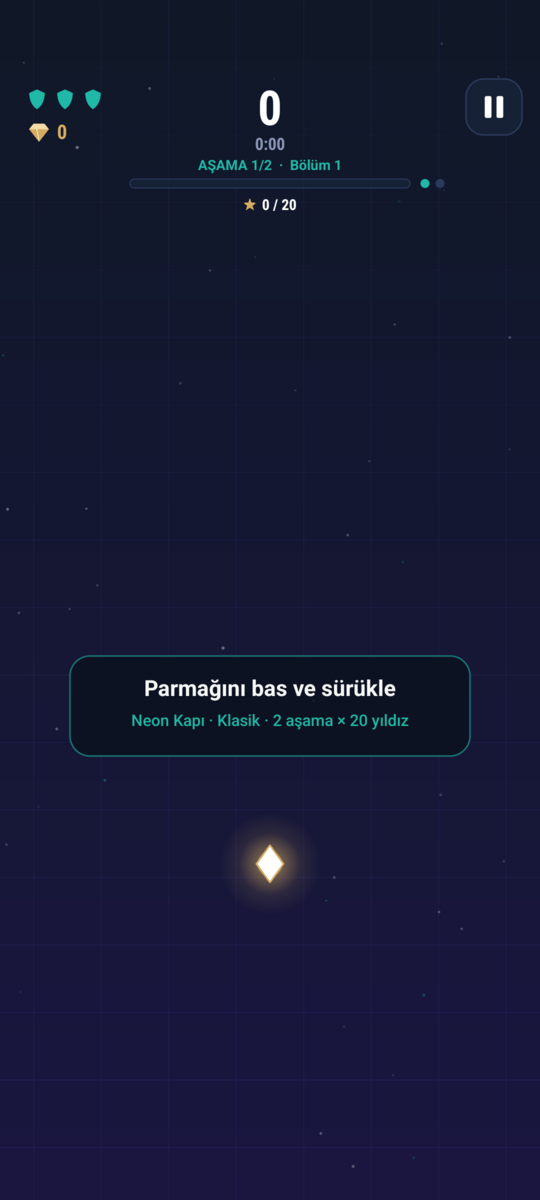 0
0
0:00
AŞAMA 1/2 · Bölüm 1
0 / 20
Parmağını bas ve sürükle
Neon Kapı · Klasik · 2 aşama × 20 yıldız